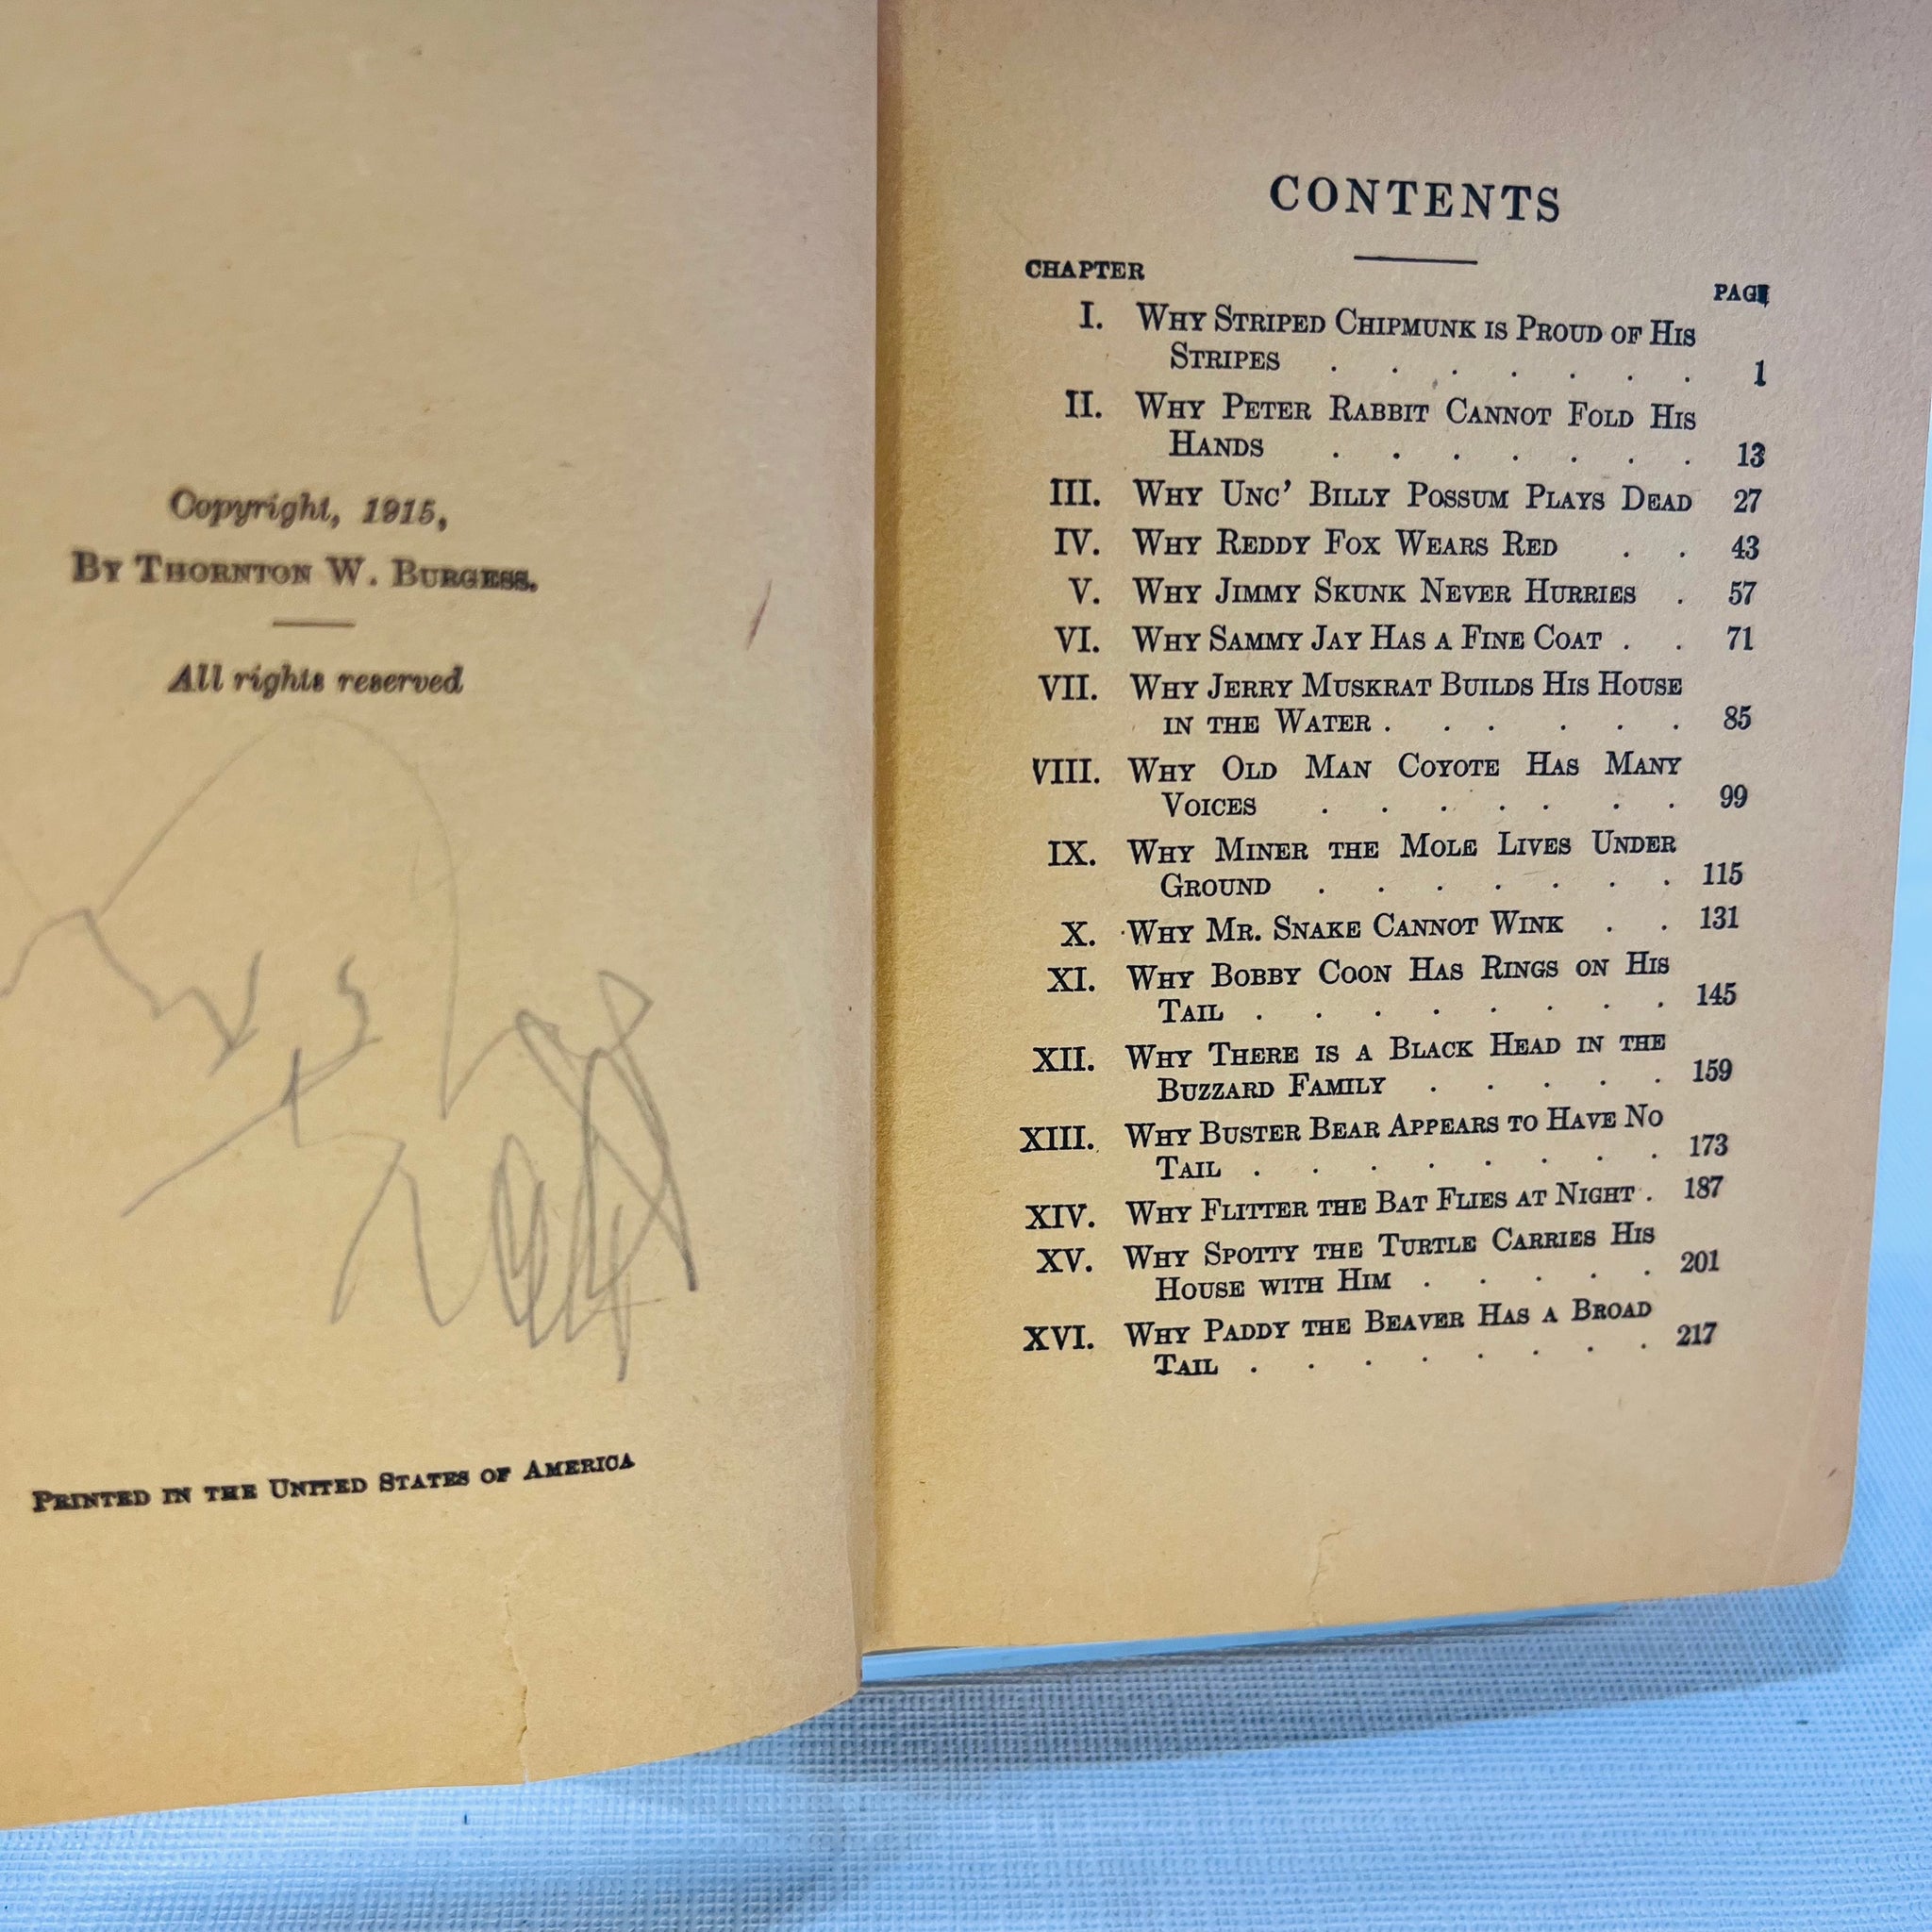 Copyright, 1915,
BY THORNTON W. BURGESS.
All rights reserved
PRINTED IN THE UNITED STATES OF AMERICA
CONTENTS
CHAPTER PAGE
I. WHY STRIPED CHIPMUNK IS PROUD OF HIS
STRIPES . . . . . . . 1
II. WHY PETER RABBIT CANNOT FOLD HIS
HANDS . . . . . . . 13
III. WHY UNC' BILLY POSSUM PLAYS DEAD 27
IV. WHY REDDY FOX WEARS RED . . 43
V. WHY JIMMY SKUNK NEVER HURRIES . 57
VI. WHY SAMMY JAY HAS A FINE COAT . . 71
VII. WHY JERRY MUSKRAT BUILDS HIS HOUSE
IN THE WATER . . . . . . 85
VIII. WHY OLD MAN COYOTE HAS MANY
VOICES . . . . . . . 99
IX. WHY MINER THE MOLE LIVES UNDER
GROUND . . . . . . . 115
X. WHY MR. SNAKE CANNOT WINK . . 131
XI. WHY BOBBY COON HAS RINGS ON HIS
TAIL . . . . . . . . 145
XII. WHY THERE IS A BLACK HEAD IN THE
BUZZARD FAMILY . . . . . 159
XIII. WHY BUSTER BEAR APPEARS TO HAVE NO
TAIL . . . . . . . . 173
XIV. WHY FLITTER THE BAT FLIES AT NIGHT . 187
XV. WHY SPOTTY THE TURTLE CARRIES HIS
HOUSE WITH HIM . . . . . 201
XVI. WHY PADDY THE BEAVER HAS A BROAD
TAIL . . . . . . . . 217